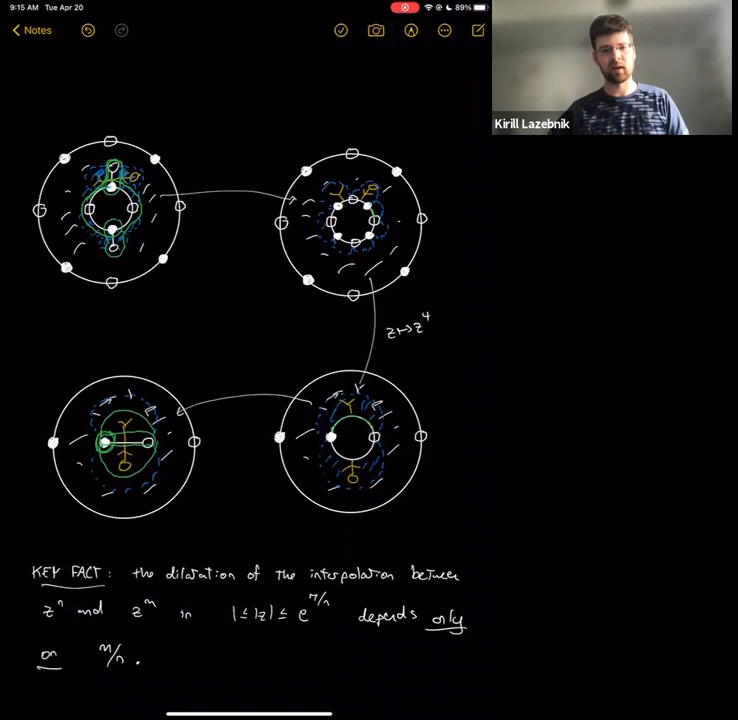 9:15 AM Tue Apr 20
89%
Notes
Kirill Lazebnik
z↦z⁴
KEY FACT: the dilatation of the interpolation between
zⁿ and zᵐ in 1≤|z|≤e^{π/n} depends only
on m/n.